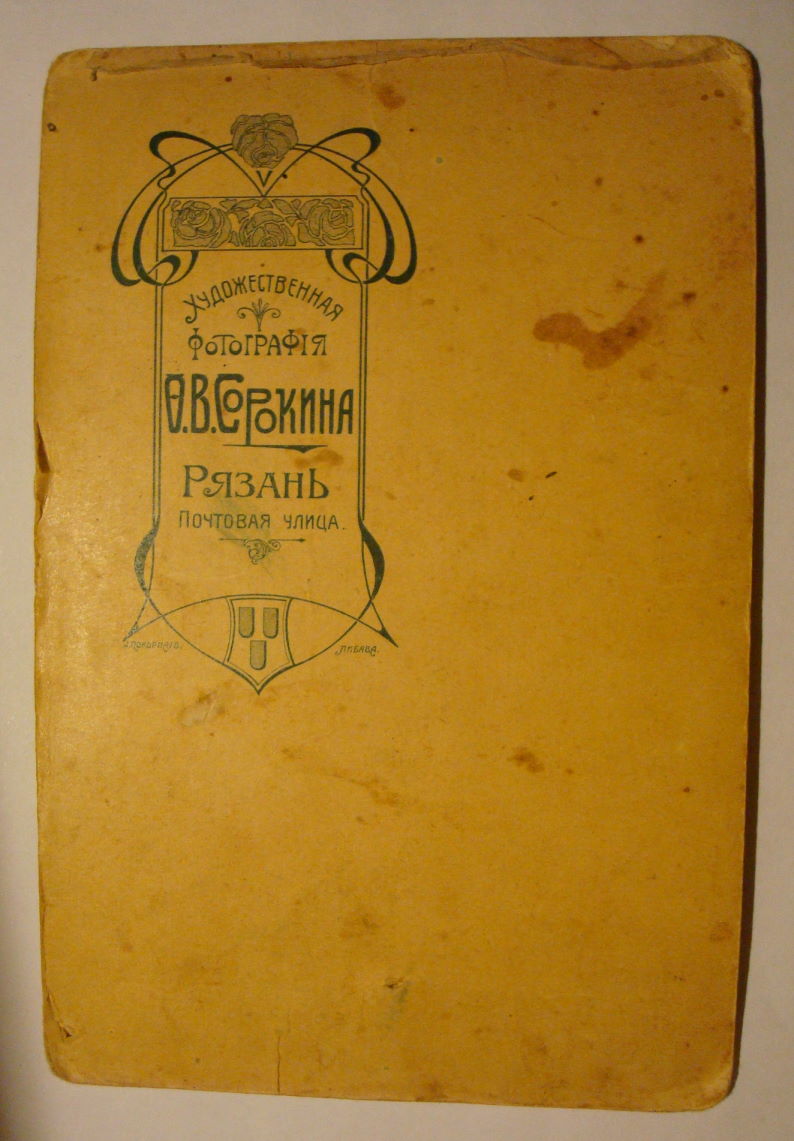 Художественная
фотографія
Ѳ.В.Сорокина
Рязань
Почтовая улица.
Либава.